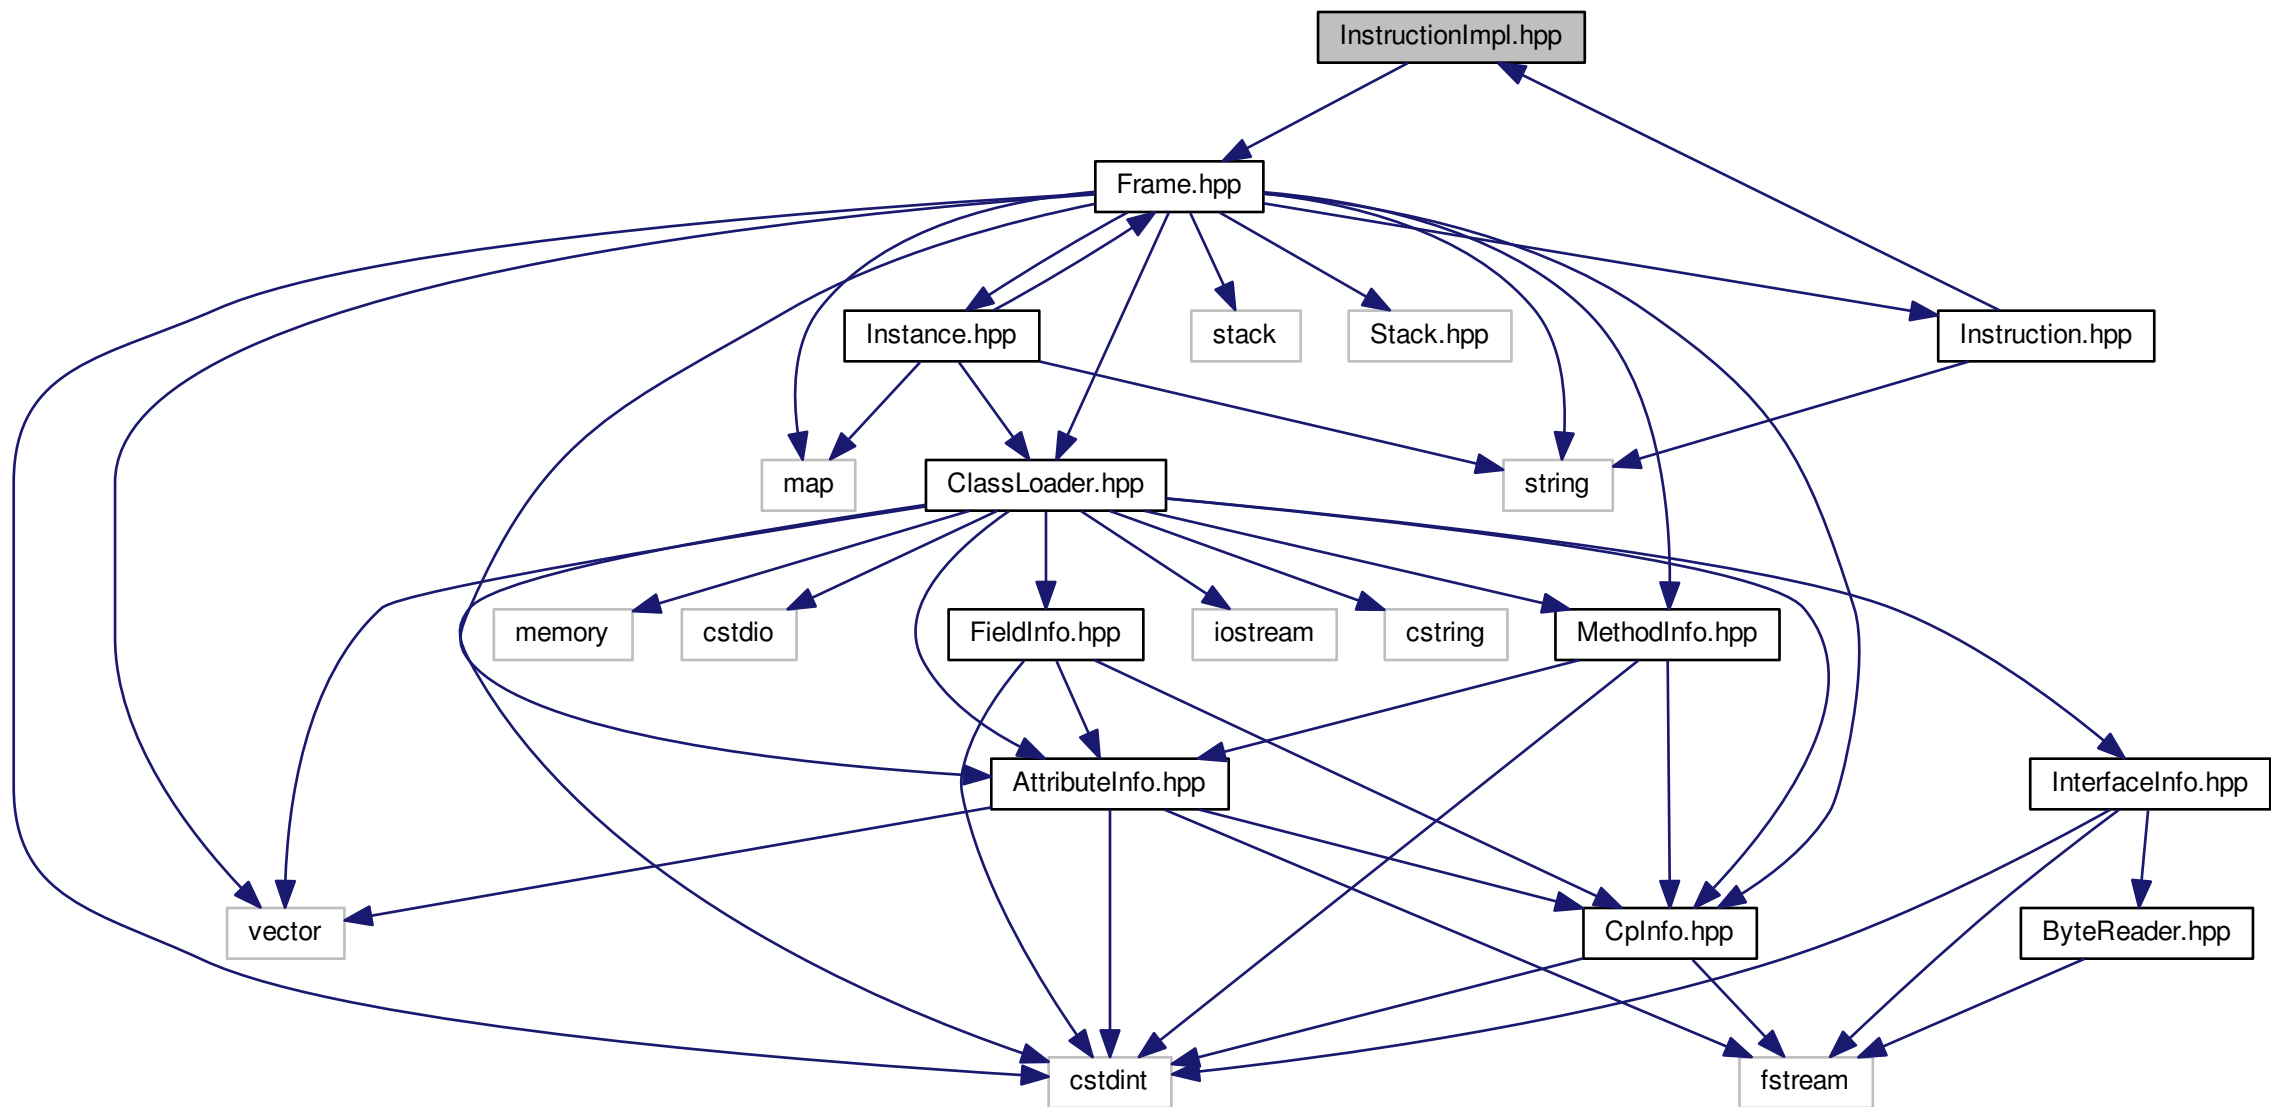 InstructionImpl.hpp
Frame.hpp
Instance.hpp
stack
Stack.hpp
Instruction.hpp
map
ClassLoader.hpp
string
memory
cstdio
FieldInfo.hpp
iostream
cstring
MethodInfo.hpp
AttributeInfo.hpp
InterfaceInfo.hpp
vector
CpInfo.hpp
ByteReader.hpp
cstdint
fstream